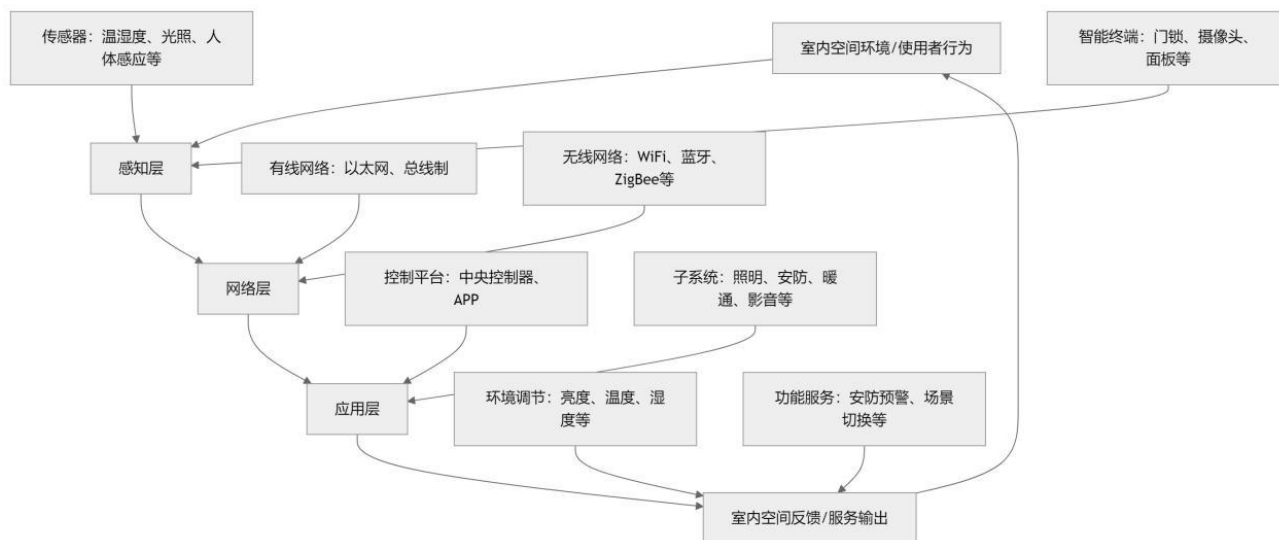 传感器：温湿度、光照、人
体感应等
室内空间环境/使用者行为
智能终端：门锁、摄像头、
面板等
感知层
有线网络：以太网、总线制
无线网络：WiFi、蓝牙、
ZigBee等
网络层
控制平台：中央控制器、
APP
子系统：照明、安防、暖
通、影音等
应用层
环境调节：亮度、温度、湿
度等
功能服务：安防预警、场景
切换等
室内空间反馈/服务输出